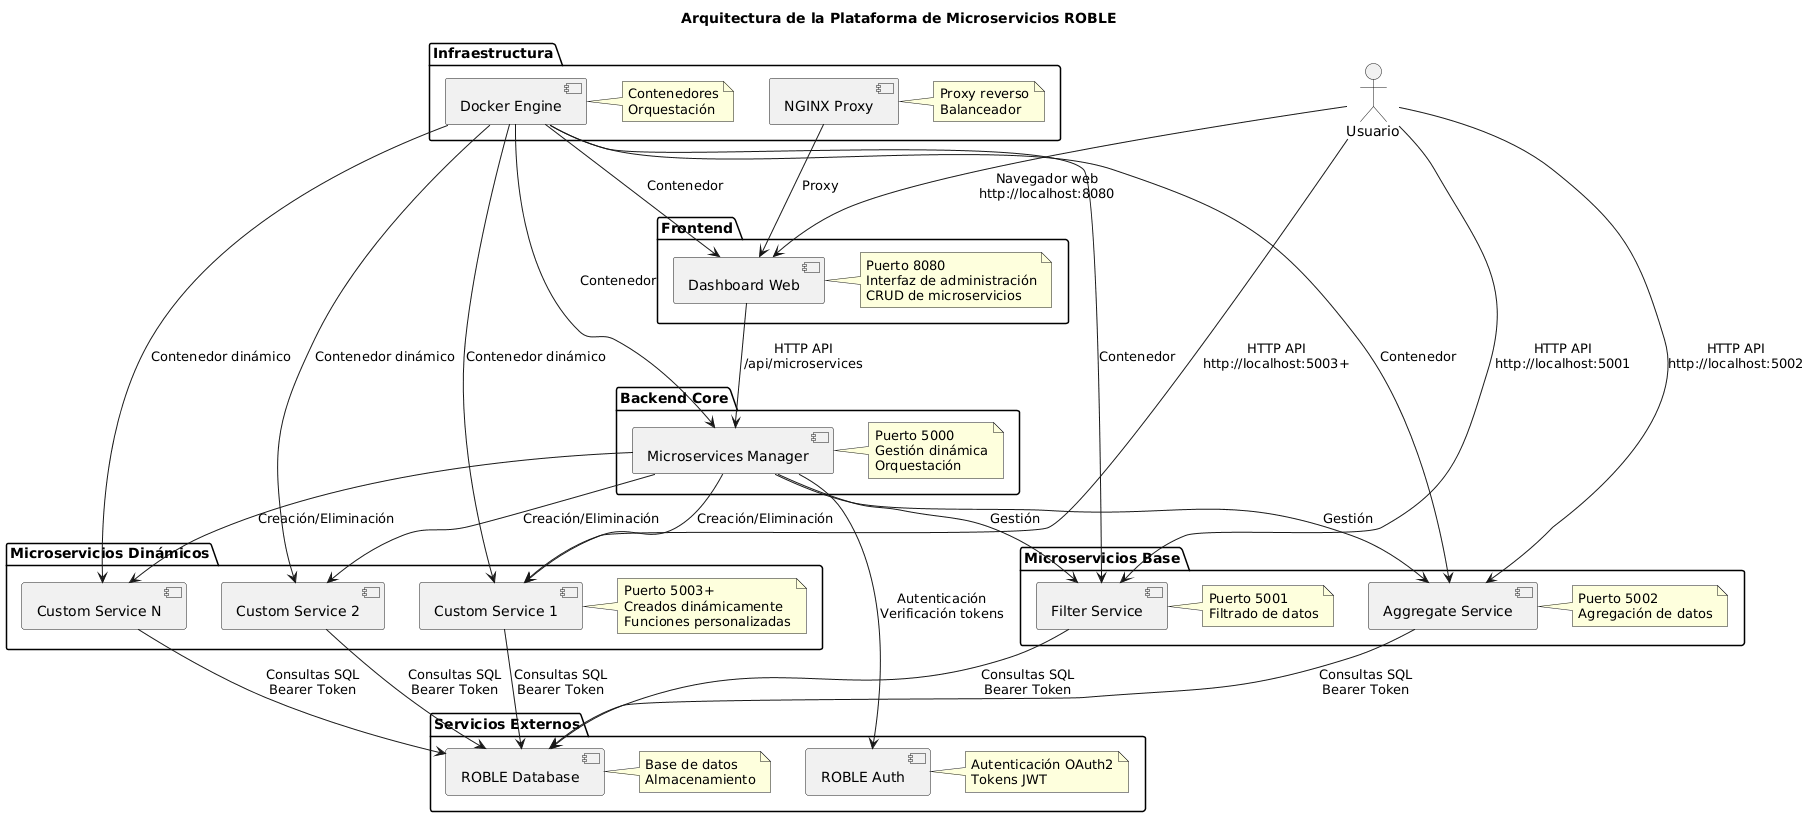 Arquitectura de la Plataforma de Microservicios ROBLE
Infraestructura
Docker Engine
Contenedores
Orquestación
NGINX Proxy
Proxy reverso
Balanceador
Usuario
Contenedor
Proxy
Navegador web
http://localhost:8080
Frontend
Dashboard Web
Puerto 8080
Interfaz de administración
CRUD de microservicios
Contenedor
Contenedor dinámico
Contenedor dinámico
Contenedor dinámico
HTTP API
/api/microservices
Contenedor
HTTP API
http://localhost:5003+
Contenedor
HTTP API
http://localhost:5001
HTTP API
http://localhost:5002
Backend Core
Microservices Manager
Puerto 5000
Gestión dinámica
Orquestación
Creación/Eliminación
Creación/Eliminación
Creación/Eliminación
Gestión
Gestión
Microservicios Dinámicos
Custom Service N
Custom Service 2
Custom Service 1
Puerto 5003+
Creados dinámicamente
Funciones personalizadas
Autenticación
Verificación tokens
Microservicios Base
Filter Service
Puerto 5001
Filtrado de datos
Aggregate Service
Puerto 5002
Agregación de datos
Consultas SQL
Bearer Token
Consultas SQL
Bearer Token
Consultas SQL
Bearer Token
Consultas SQL
Bearer Token
Consultas SQL
Bearer Token
Servicios Externos
ROBLE Database
Base de datos
Almacenamiento
ROBLE Auth
Autenticación OAuth2
Tokens JWT